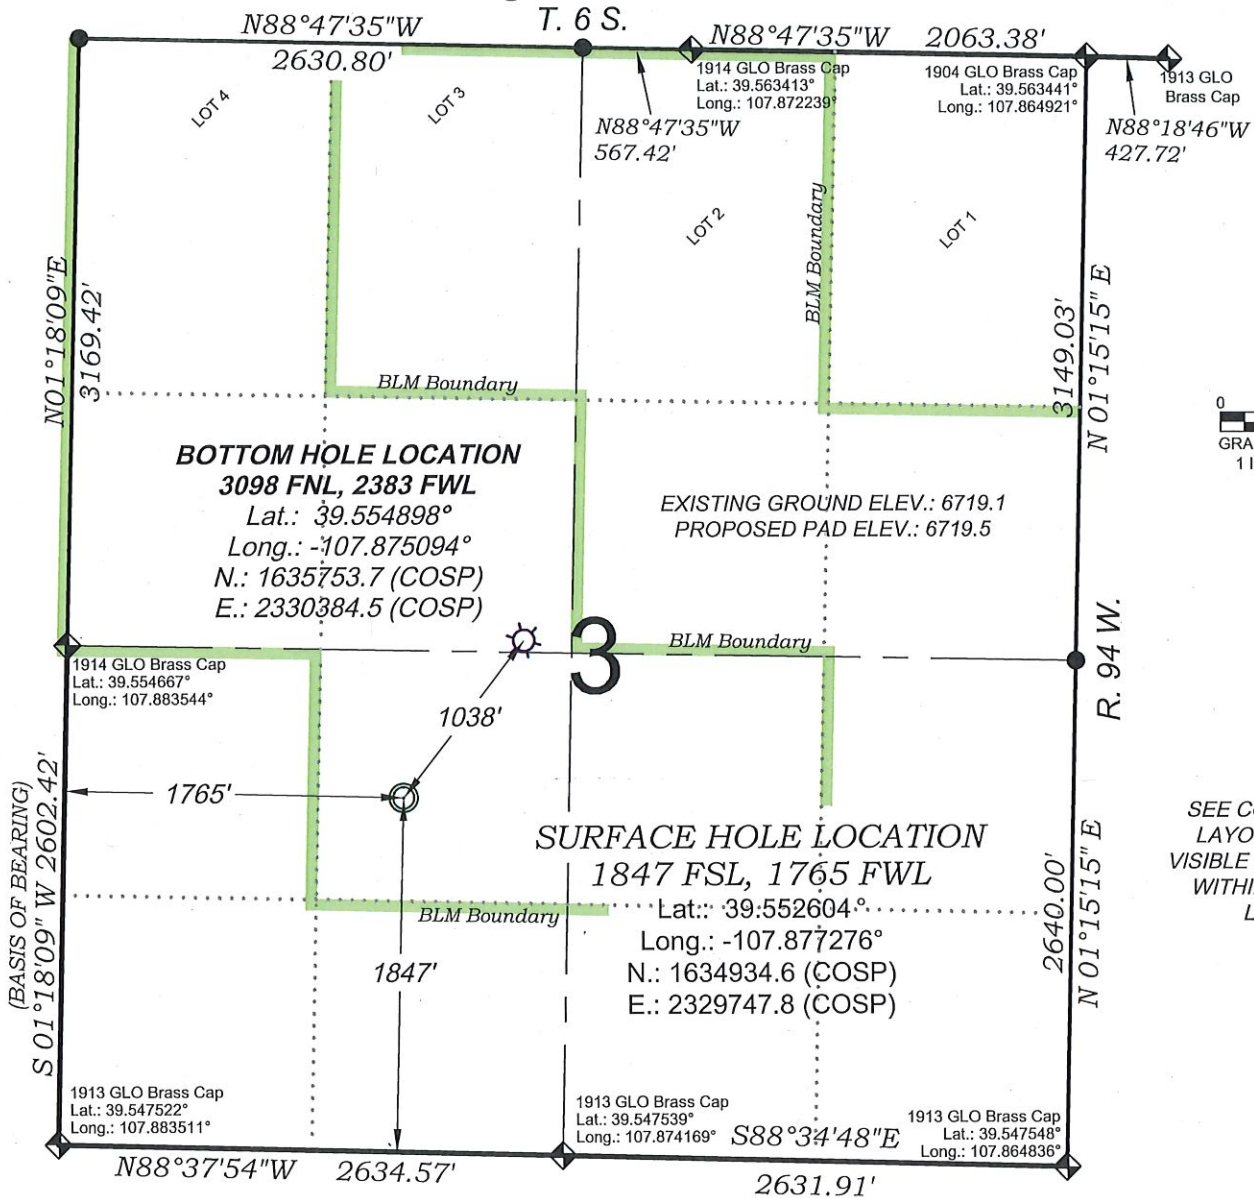 T. 6 S.
N88°47'35"W
2630.80'
N88°47'35"W 2063.38'
1914 GLO Brass Cap
Lat.: 39.563413°
Long.: 107.872239°
1904 GLO Brass Cap
Lat.: 39.563441°
Long.: 107.864921°
1913 GLO
Brass Cap
N88°47'35"W
567.42'
N88°18'46"W
427.72'
LOT 4
LOT 3
LOT 2
LOT 1
BLM Boundary
N01°18'09"E
3169.42'
3149.03'
N 01°15'15" E
BLM Boundary
0
BOTTOM HOLE LOCATION
3098 FNL, 2383 FWL
Lat.: 39.554898°
Long.: -107.875094°
N.: 1635753.7 (COSP)
E.: 2330384.5 (COSP)
EXISTING GROUND ELEV.: 6719.1
PROPOSED PAD ELEV.: 6719.5
3
BLM Boundary
R. 94 W.
1914 GLO Brass Cap
Lat.: 39.554667°
Long.: 107.883544°
1038'
1765'
(BASIS OF BEARING)
S 01°18'09" W 2602.42'
SURFACE HOLE LOCATION
1847 FSL, 1765 FWL
Lat.: 39.552604°
Long.: -107.877276°
N.: 1634934.6 (COSP)
E.: 2329747.8 (COSP)
BLM Boundary
1847'
2640.00'
N 01°15'15" E
VISIBLE
1913 GLO Brass Cap
Lat.: 39.547522°
Long.: 107.883511°
1913 GLO Brass Cap
Lat.: 39.547539°
Long.: 107.874169°
1913 GLO Brass Cap
Lat.: 39.547548°
Long.: 107.864836°
S88°34'48"E
N88°37'54"W 2634.57'
2631.91'